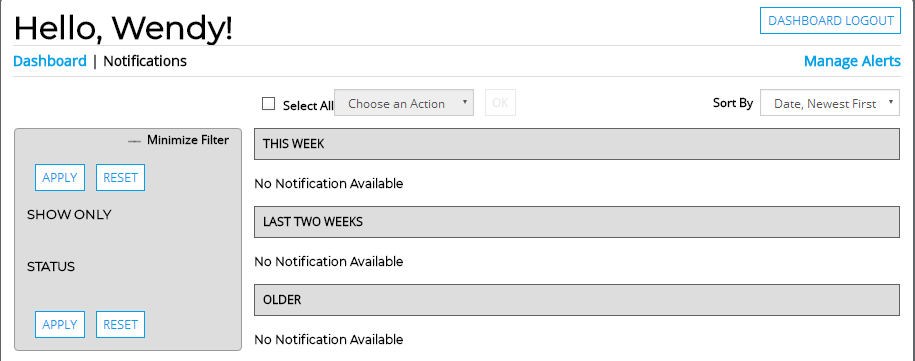 Hello, Wendy!
DASHBOARD LOGOUT
Dashboard | Notifications
Manage Alerts
Select All
Choose an Action
OK
Sort By
Date, Newest First
Minimize Filter
APPLY
RESET
SHOW ONLY
STATUS
APPLY
RESET
THIS WEEK
No Notification Available
LAST TWO WEEKS
No Notification Available
OLDER
No Notification Available